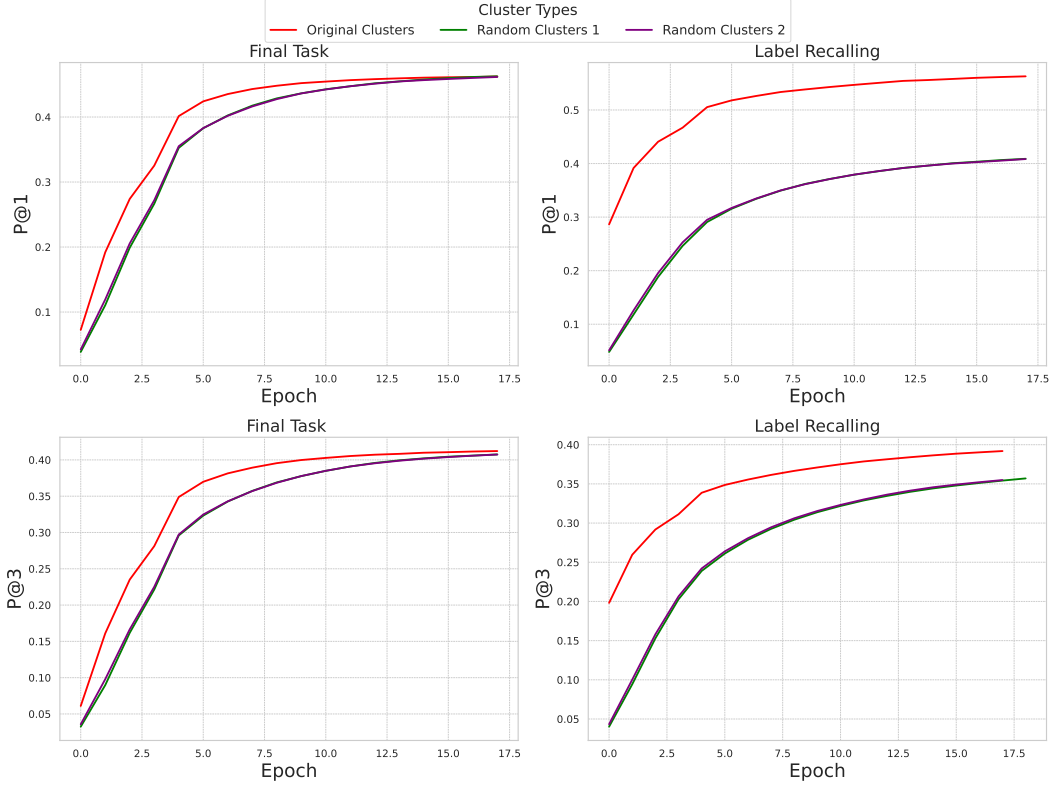 Cluster Types
Original Clusters Random Clusters 1 Random Clusters 2
Final Task
P@1
0.4
0.3
0.2
0.1
0.0 2.5 5.0 7.5 10.0 12.5 15.0 17.5
Epoch
Label Recalling
P@1
0.5
0.4
0.3
0.2
0.1
0.0 2.5 5.0 7.5 10.0 12.5 15.0 17.5
Epoch
Final Task
P@3
0.40
0.35
0.30
0.25
0.20
0.15
0.10
0.05
0.0 2.5 5.0 7.5 10.0 12.5 15.0 17.5
Epoch
Label Recalling
P@3
0.40
0.35
0.30
0.25
0.20
0.15
0.10
0.05
0.0 2.5 5.0 7.5 10.0 12.5 15.0 17.5
Epoch